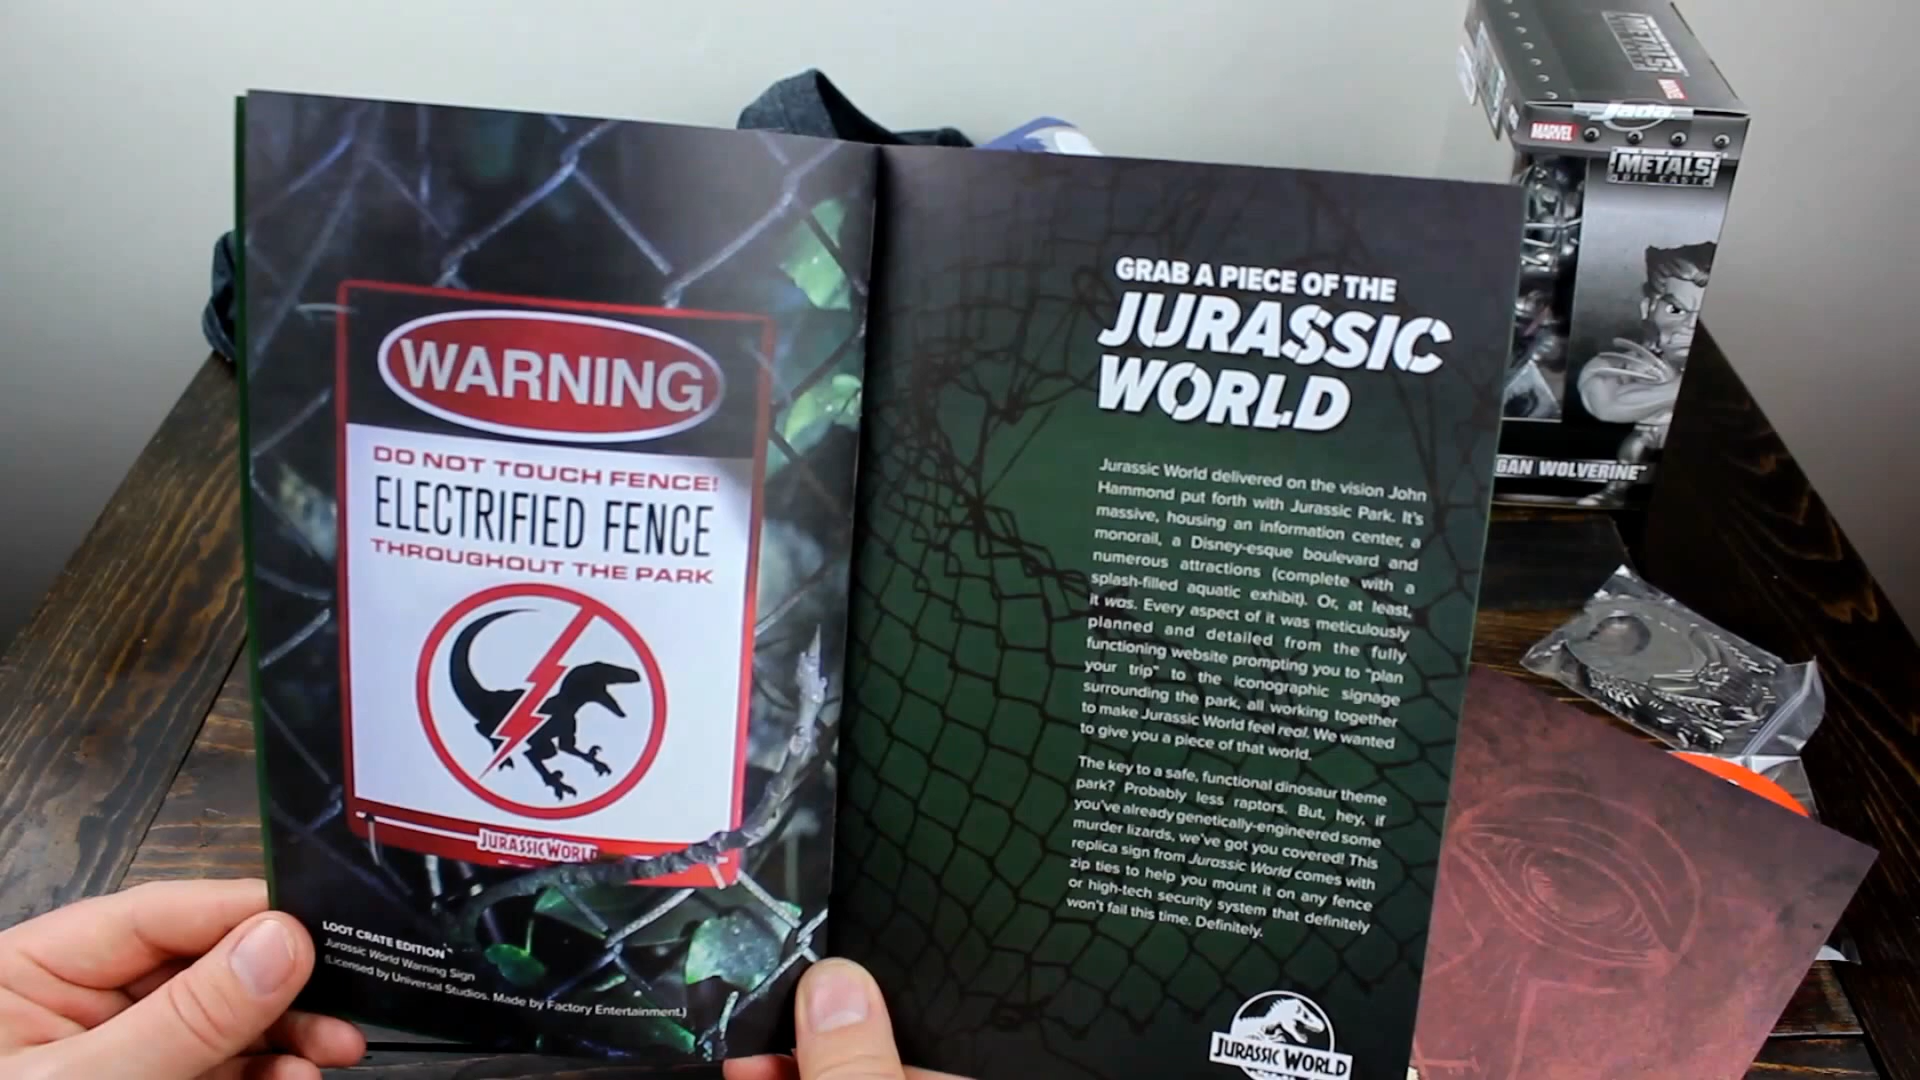 WARNING
DO NOT TOUCH FENCE!
ELECTRIFIED FENCE
THROUGHOUT THE PARK
JURASSIC WORLD
LOOT CRATE EDITION™
Jurassic World Warning Sign
(Licensed by Universal Studios. Made by Factory Entertainment.)
GRAB A PIECE OF THE
JURASSIC
WORLD
Jurassic World delivered on the vision John
Hammond put forth with Jurassic Park. It's
massive, housing an information center, a
monorail, a Disney-esque boulevard and
numerous attractions (complete with a
splash-filled aquatic exhibit). Or, at least,
it was. Every aspect of it was meticulously
planned and detailed from the fully
functioning website prompting you to "plan
your trip" to the iconographic signage
surrounding the park, all working together
to make Jurassic World feel real. We wanted
to give you a piece of that world.
The key to a safe, functional dinosaur theme
park? Probably less raptors. But, hey, if
you've already genetically-engineered some
murder lizards, we've got you covered! This
replica sign from Jurassic World comes with
zip ties to help you mount it on any fence
or high-tech security system that definitely
won't fail this time. Definitely.
JURASSIC WORLD
METALS
MARVEL
Jada
MARVEL
METALS
DIE CAST
GAN WOLVERINE™